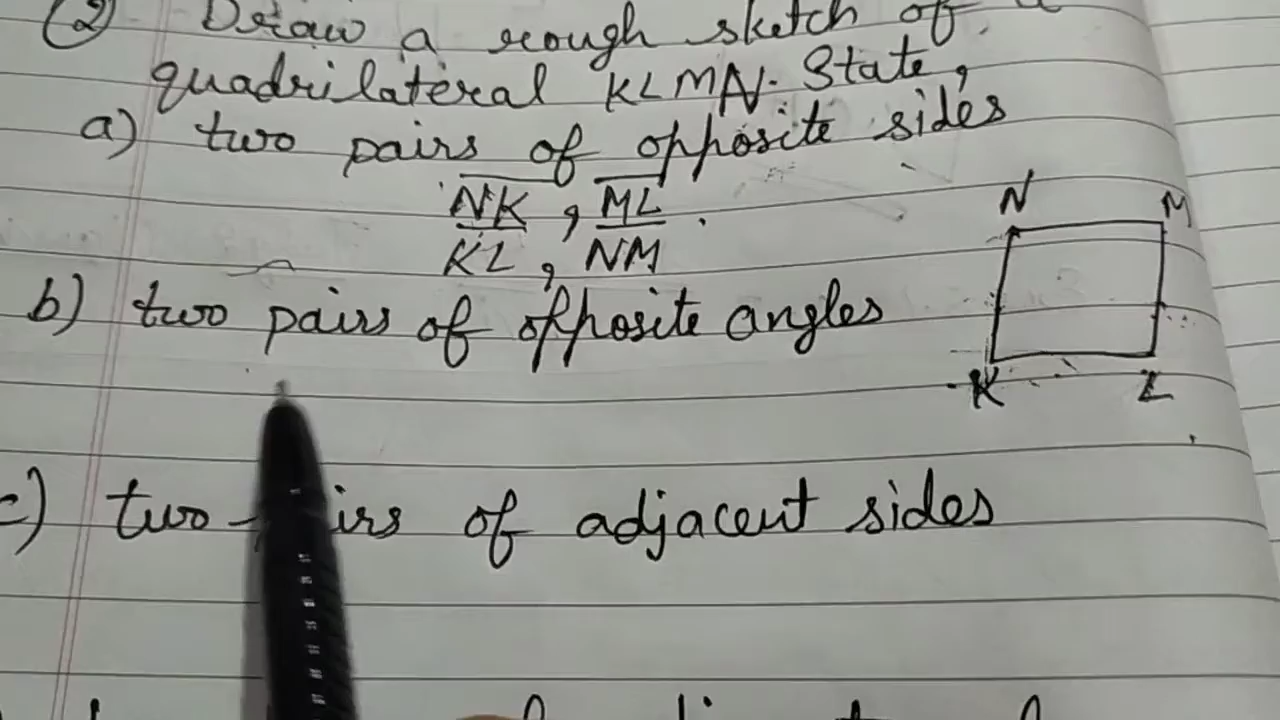 (2) Draw a rough sketch of a
quadrilateral KLMN. State,
a) two pairs of opposite sides
NK, ML.
KL, NM
b) two pairs of opposite angles
N M
K L
c) two pairs of adjacent sides